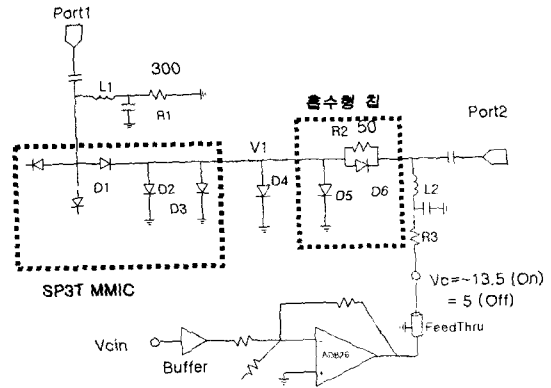 Port1
L1
300
R1
흡수형 칩
R2 50
Port2
V1
D1
D2
D3
D4
D5
D6
L2
R3
SP3T MMIC
Vc=-13.5 (On)
= 5 (Off)
FeedThru
Vcin
Buffer
AD826
-
+